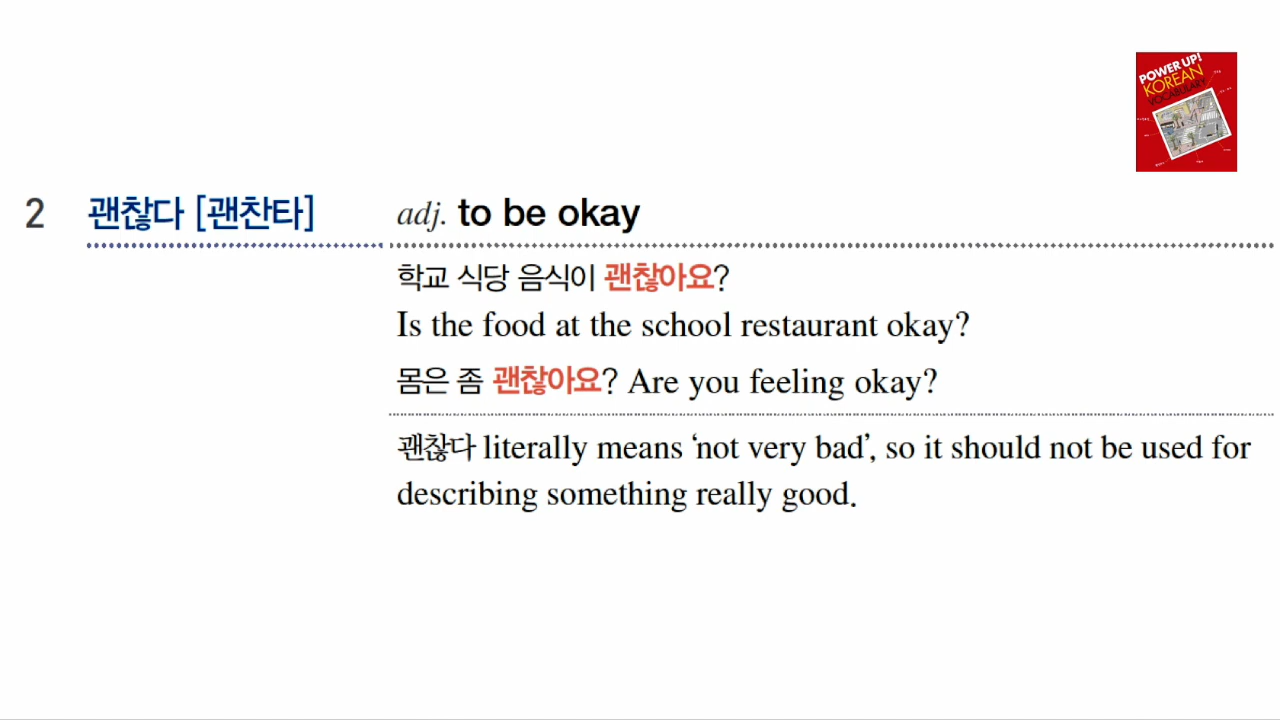 POWER UP!
KOREAN
VOCABULARY
2 괜찮다 [괜찬타] adj. to be okay
학교 식당 음식이 괜찮아요?
Is the food at the school restaurant okay?
몸은 좀 괜찮아요? Are you feeling okay?
괜찮다 literally means ‘not very bad’, so it should not be used for
describing something really good.